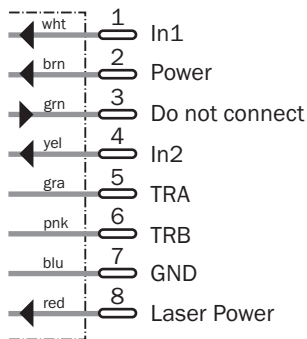 wht 1 In1
brn 2 Power
grn 3 Do not connect
yel 4 In2
gra 5 TRA
pnk 6 TRB
blu 7 GND
red 8 Laser Power